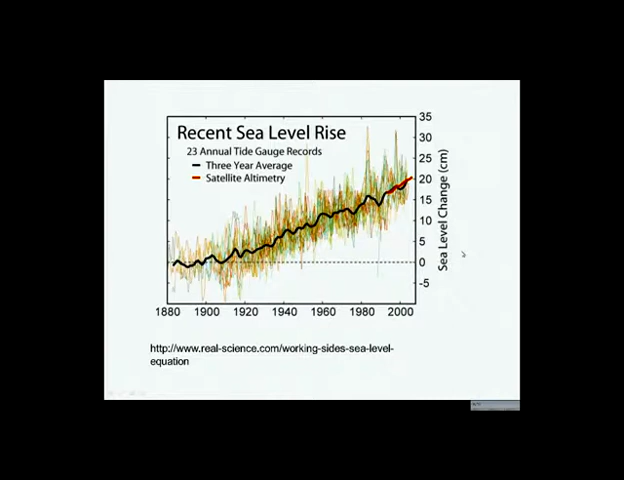 Recent Sea Level Rise
23 Annual Tide Gauge Records
Three Year Average
Satellite Altimetry
35
30
25
20
15
10
5
0
-5
Sea Level Change (cm)
1880 1900 1920 1940 1960 1980 2000
http://www.real-science.com/working-sides-sea-level-
equation